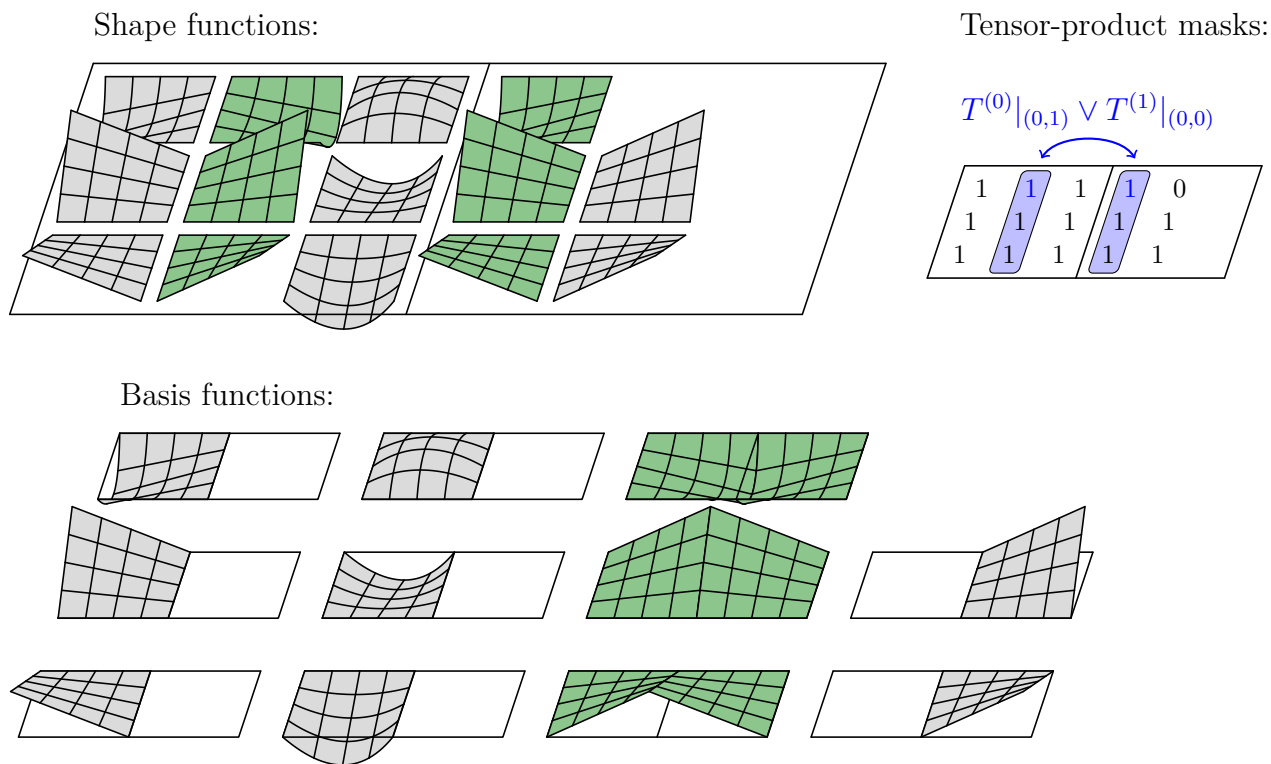 Shape functions:
Tensor-product masks:
T^{(0)}|_{(0,1)} ∨ T^{(1)}|_{(0,0)}
1 1 1 1 0
1 1 1 1 1
1 1 1 1 1
Basis functions: